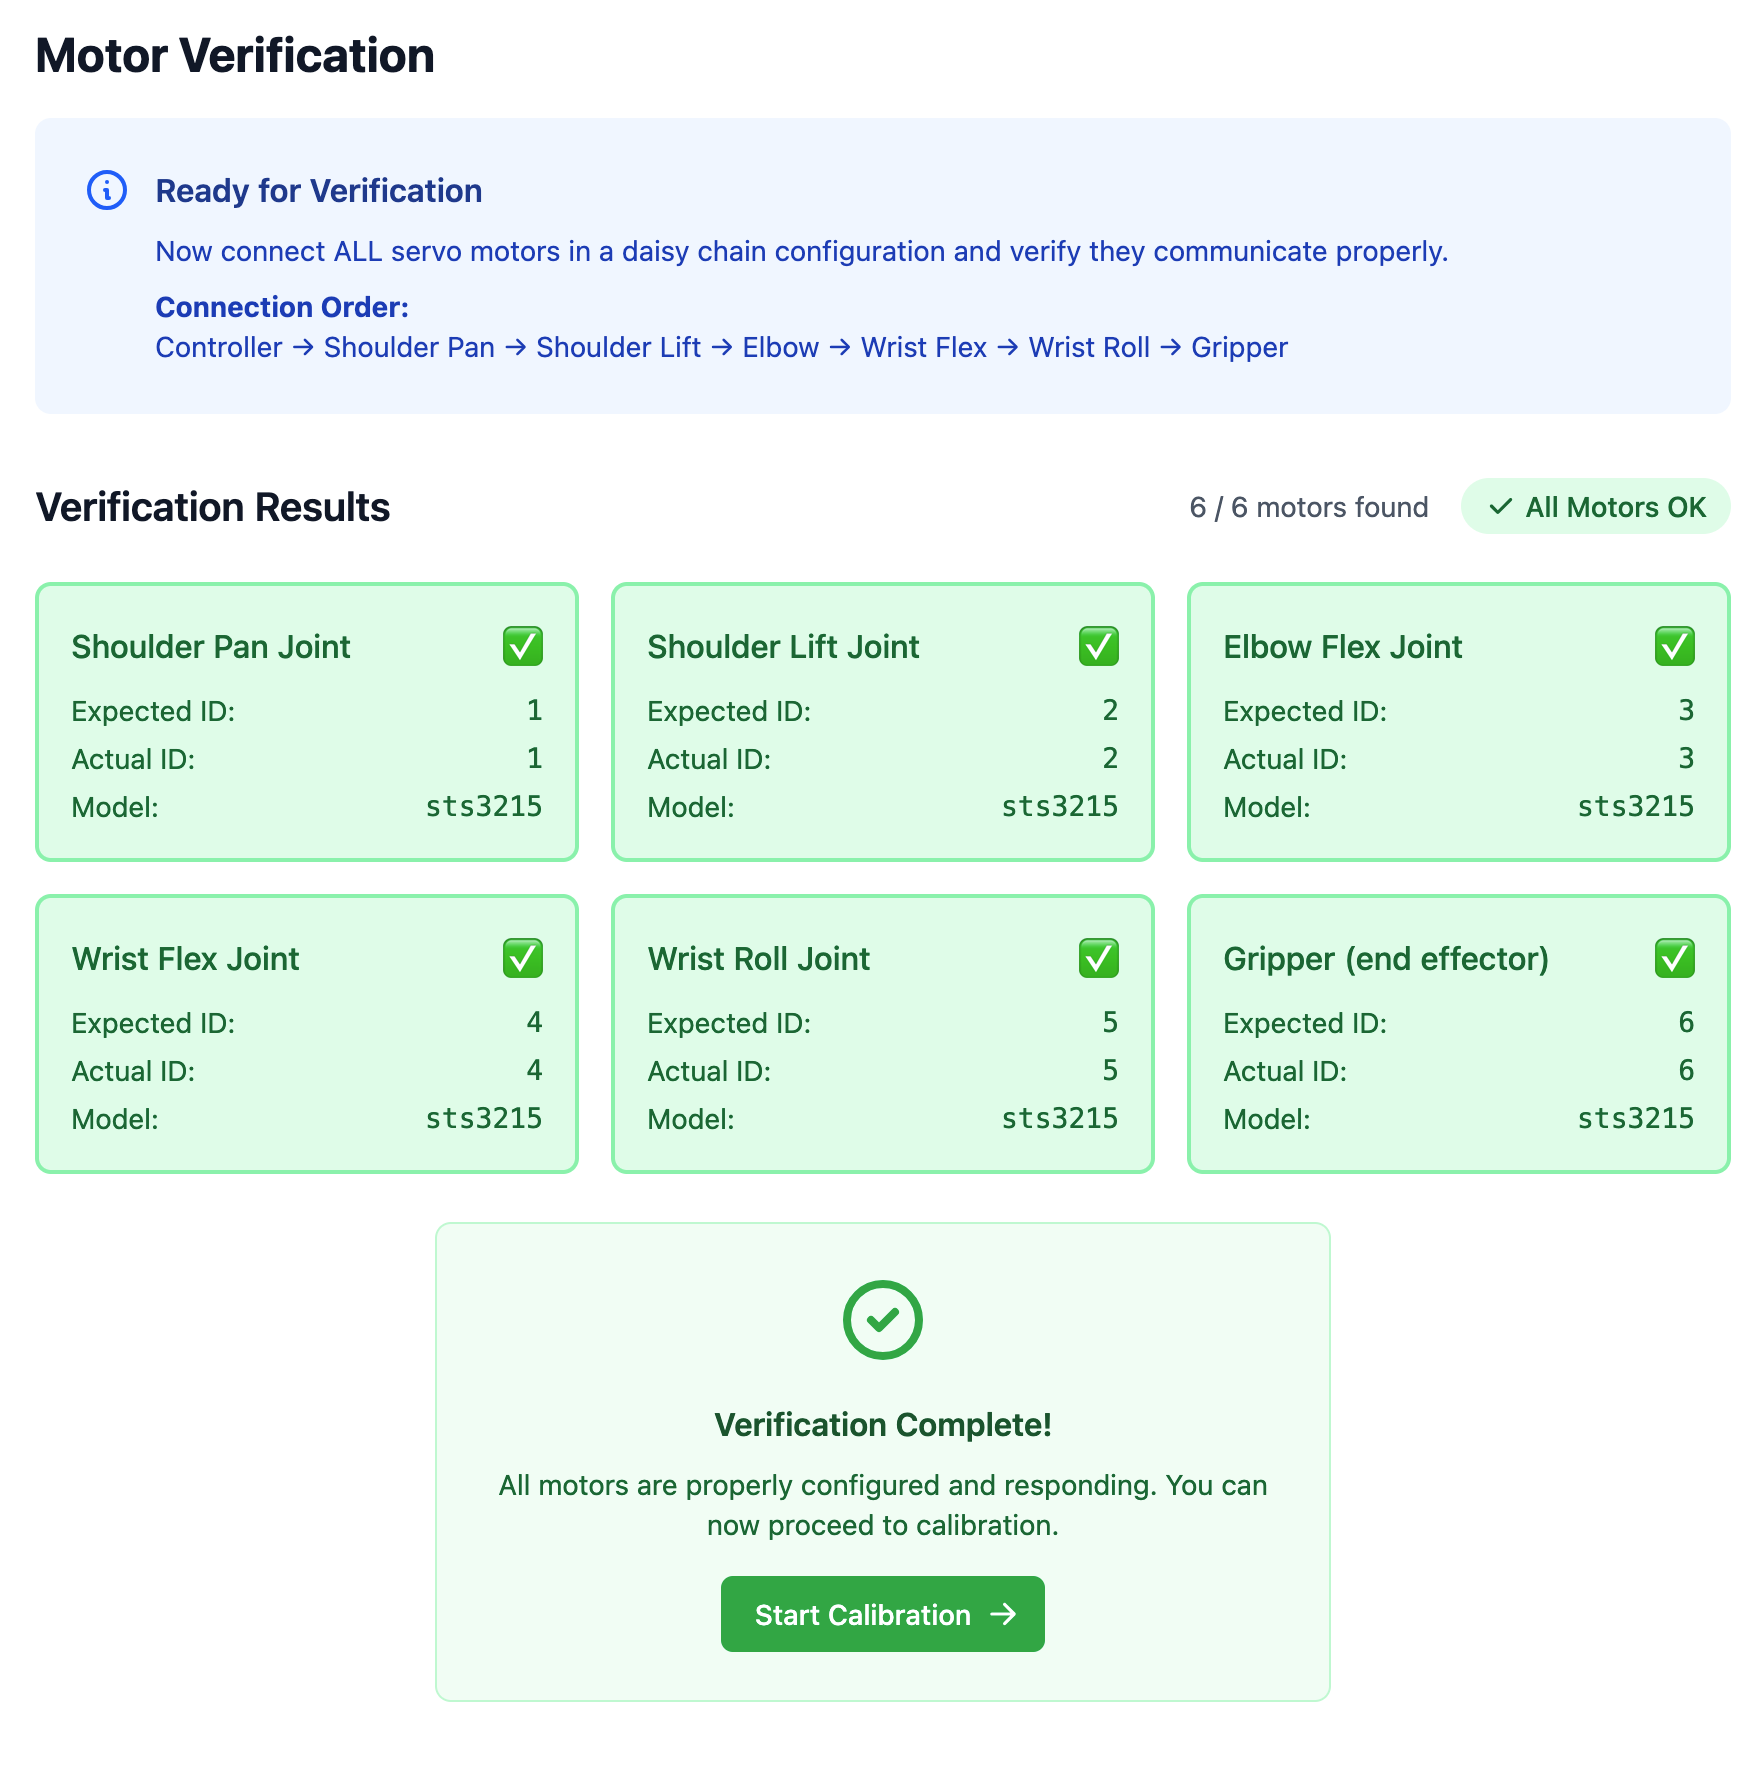 Motor Verification
Ready for Verification
Now connect ALL servo motors in a daisy chain configuration and verify they communicate properly.
Connection Order:
Controller → Shoulder Pan → Shoulder Lift → Elbow → Wrist Flex → Wrist Roll → Gripper
Verification Results
6 / 6 motors found
✓ All Motors OK
Shoulder Pan Joint ✅
Expected ID: 1
Actual ID: 1
Model: sts3215
Shoulder Lift Joint ✅
Expected ID: 2
Actual ID: 2
Model: sts3215
Elbow Flex Joint ✅
Expected ID: 3
Actual ID: 3
Model: sts3215
Wrist Flex Joint ✅
Expected ID: 4
Actual ID: 4
Model: sts3215
Wrist Roll Joint ✅
Expected ID: 5
Actual ID: 5
Model: sts3215
Gripper (end effector) ✅
Expected ID: 6
Actual ID: 6
Model: sts3215
Verification Complete!
All motors are properly configured and responding. You can
now proceed to calibration.
Start Calibration →